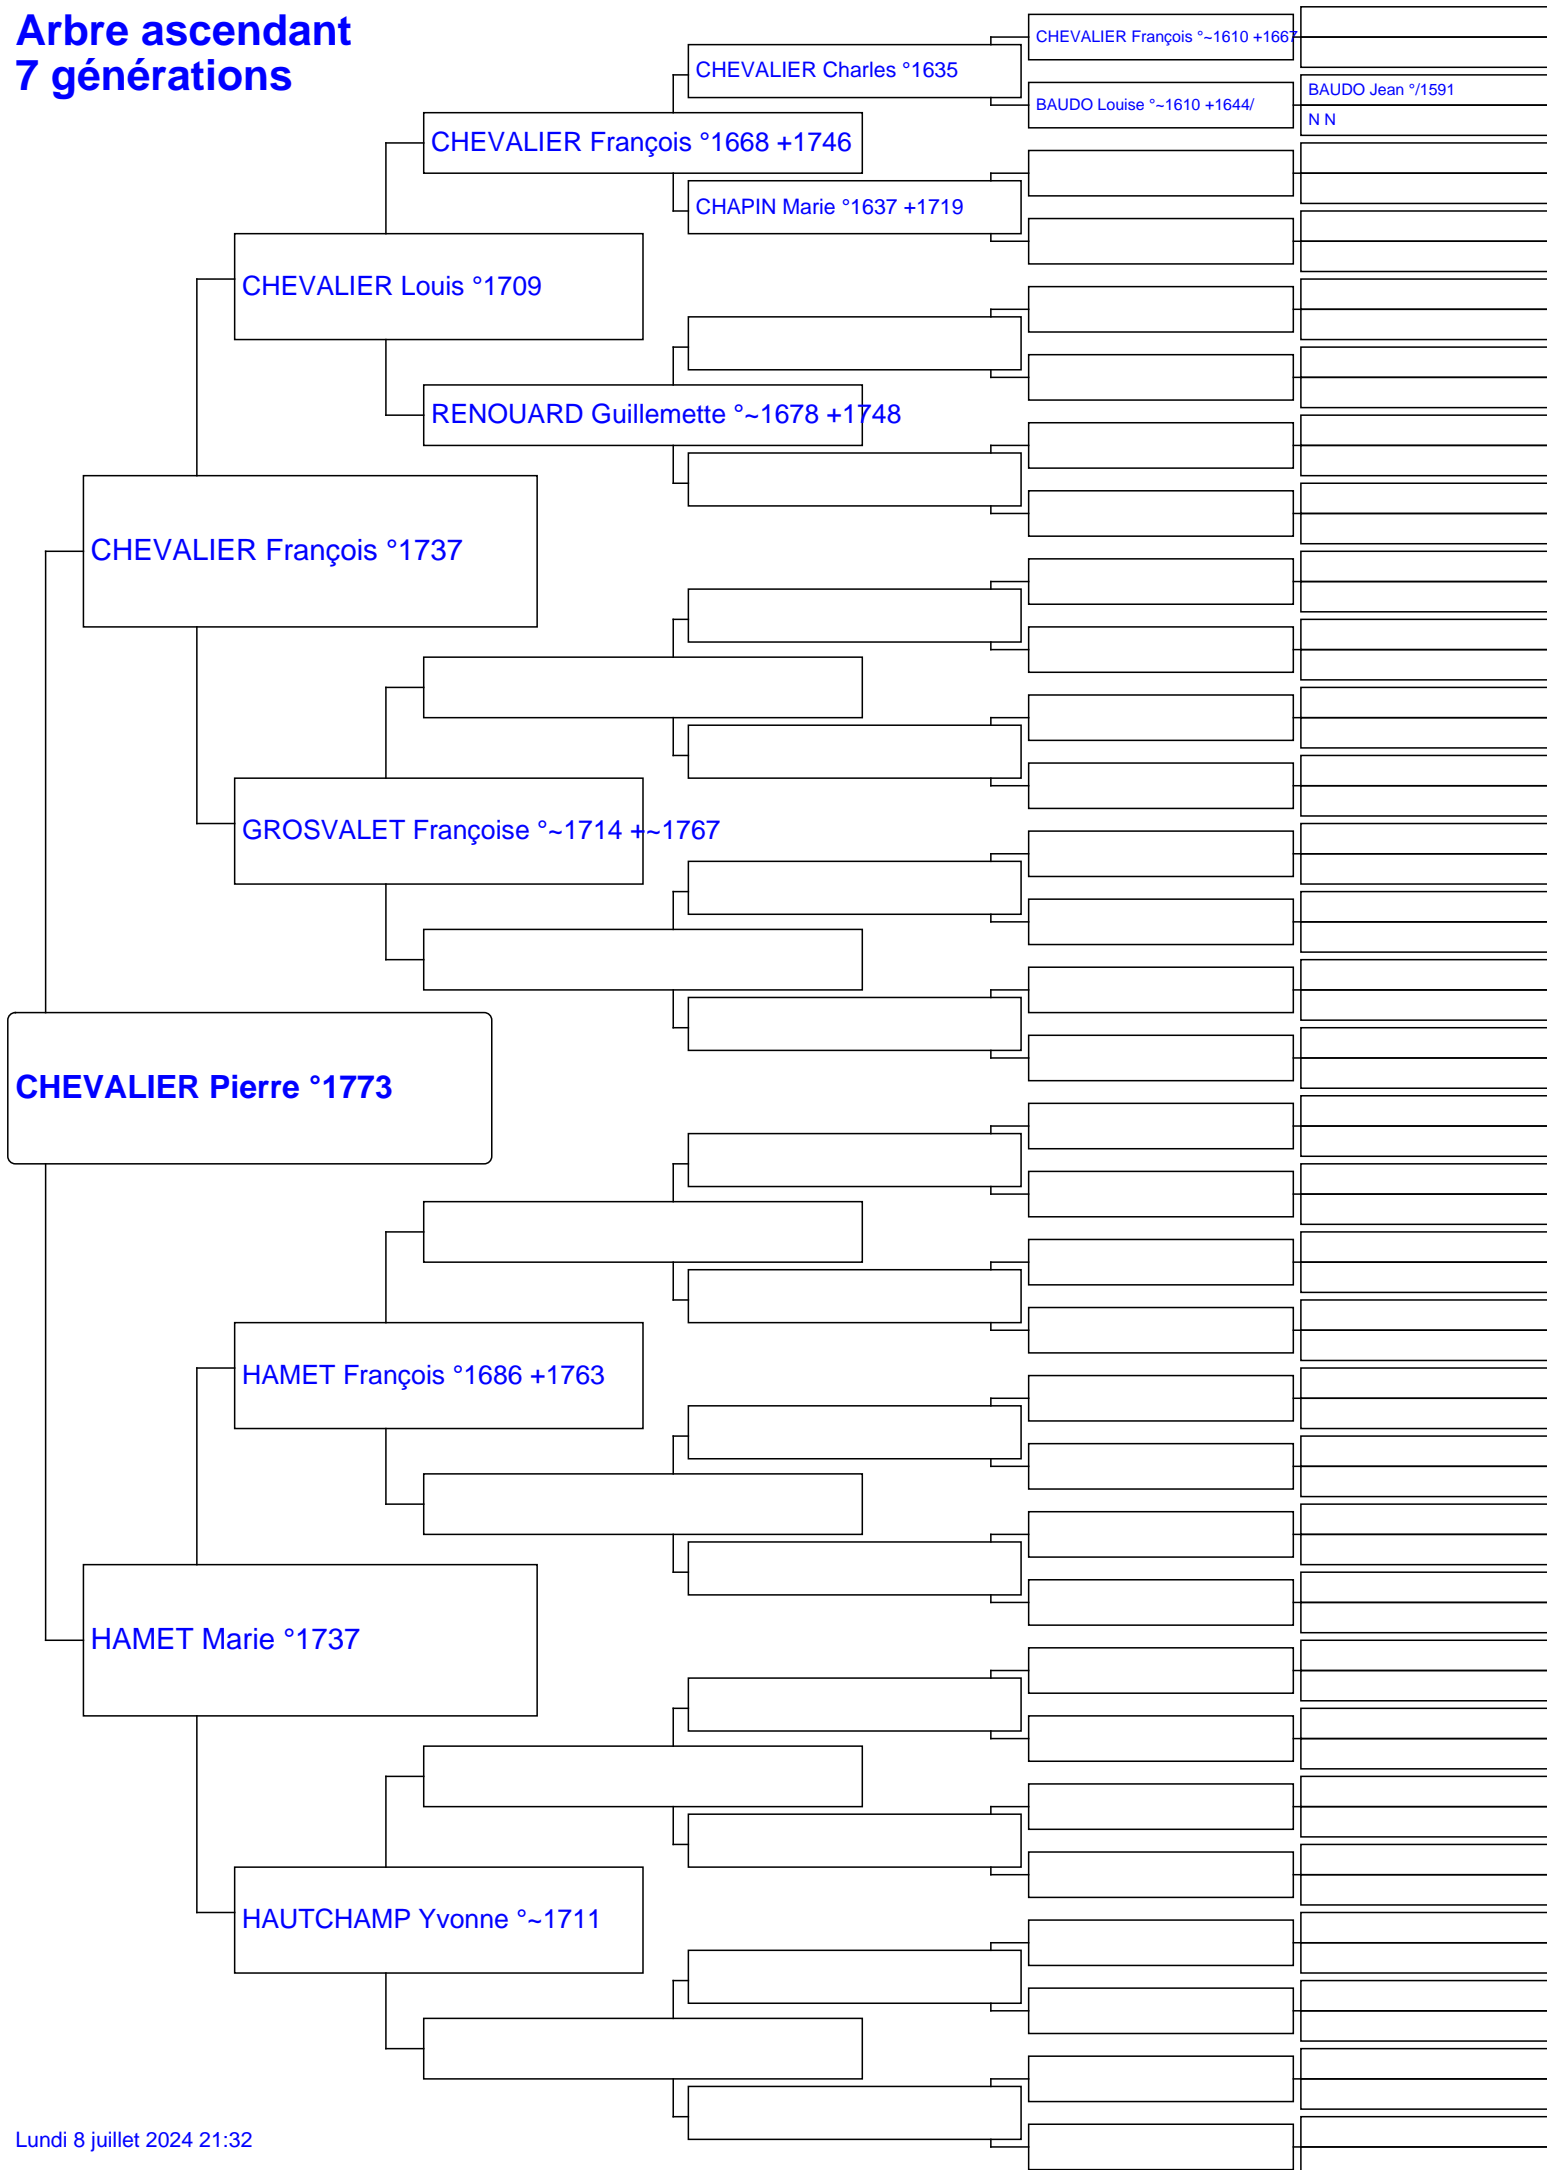 Arbre ascendant
7 générations
CHEVALIER François °~1610 +1667
CHEVALIER Charles °1635
BAUDO Jean °/1591
BAUDO Louise °~1610 +1644/
N N
CHEVALIER François °1668 +1746
CHAPIN Marie °1637 +1719
CHEVALIER Louis °1709
RENOUARD Guillemette °~1678 +1748
CHEVALIER François °1737
GROSVALET Françoise °~1714 +~1767
CHEVALIER Pierre °1773
HAMET François °1686 +1763
HAMET Marie °1737
HAUTCHAMP Yvonne °~1711
Lundi 8 juillet 2024 21:32